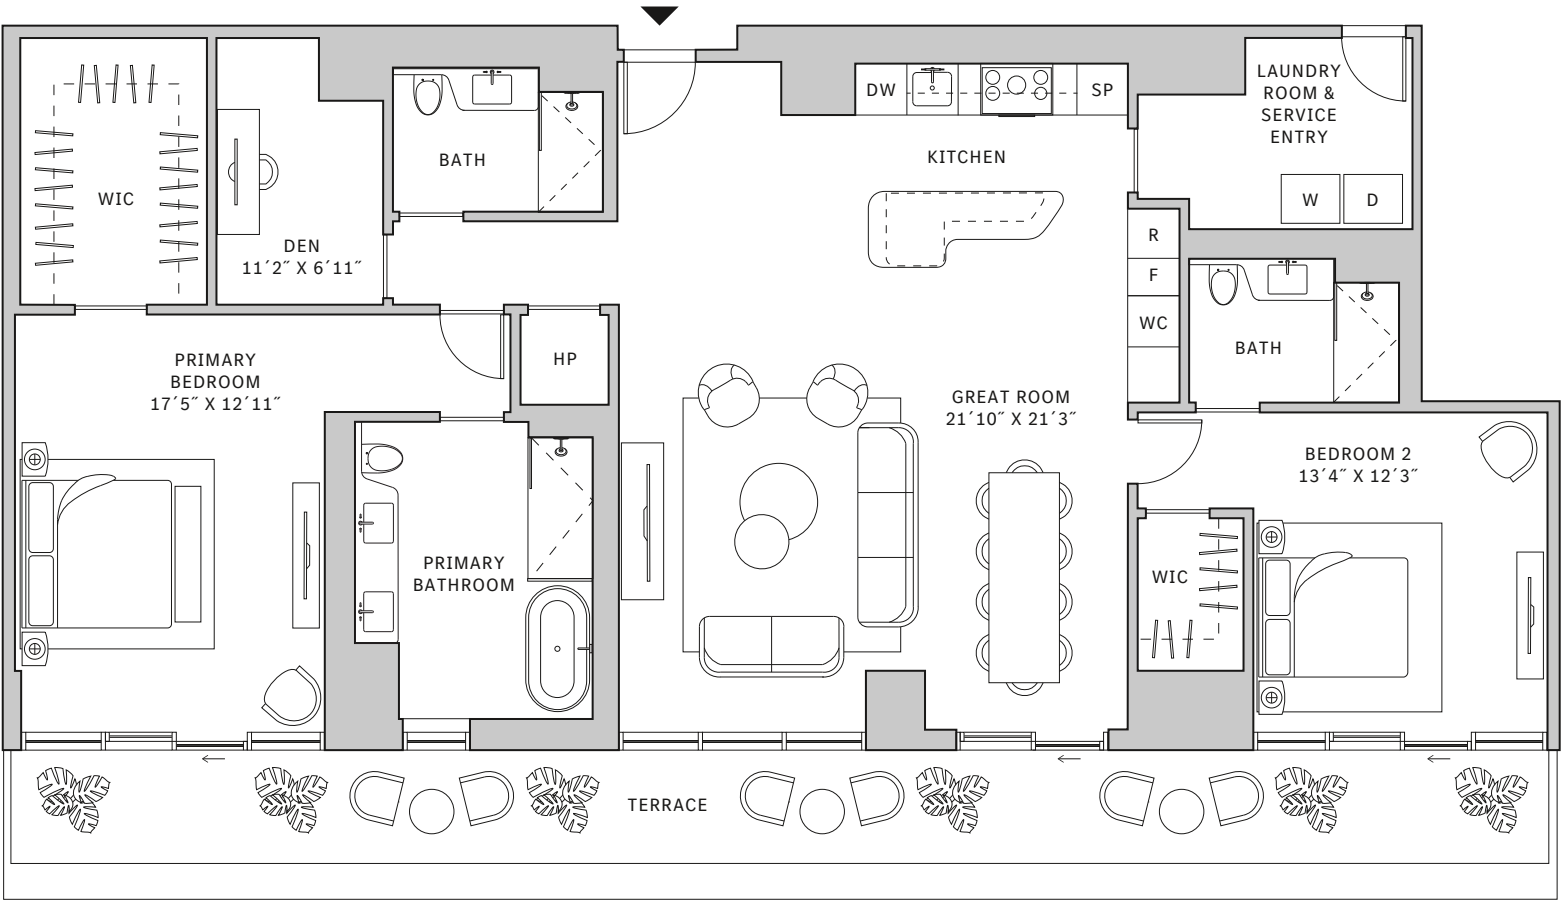 LAUNDRY
ROOM &
SERVICE
ENTRY
DW
SP
BATH
KITCHEN
WIC
W
D
R
DEN
11´2˝ X 6´11˝
F
WC
BATH
PRIMARY
BEDROOM
17´5˝ X 12´11˝
HP
GREAT ROOM
21´10˝ X 21´3˝
BEDROOM 2
13´4˝ X 12´3˝
PRIMARY
BATHROOM
WIC
TERRACE